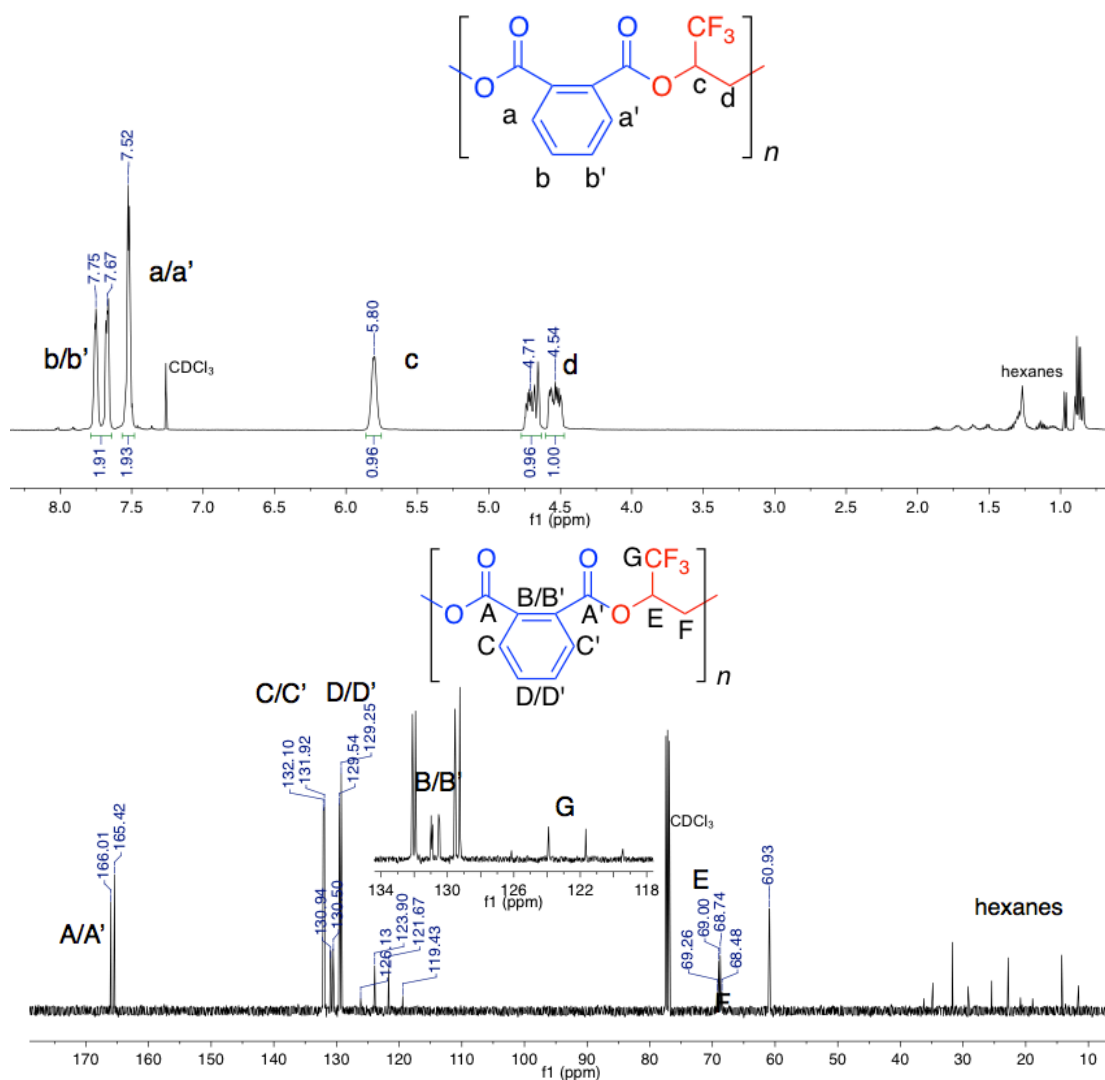 O O CF3
O O c d
a a'
b b' n
7.52
7.75
7.67
a/a'
b/b'
CDCl3
5.80
c
4.71
4.54
d
hexanes
1.91
1.93
0.96
0.96
1.00
8.0 7.5 7.0 6.5 6.0 5.5 5.0 4.5 4.0 3.5 3.0 2.5 2.0 1.5 1.0
f1 (ppm)
O O GCF3
B/B'
O A A' O E F
C C'
D/D' n
C/C' D/D'
132.10
131.92
129.54
129.25
B/B'
G
134 130 126 122 118
f1 (ppm)
A/A'
166.01
165.42
130.94
130.50
126.13
123.90
121.67
119.43
CDCl3
E
69.26
69.00
68.74
68.48
F
60.93
hexanes
170 160 150 140 130 120 110 100 90 80 70 60 50 40 30 20 10
f1 (ppm)